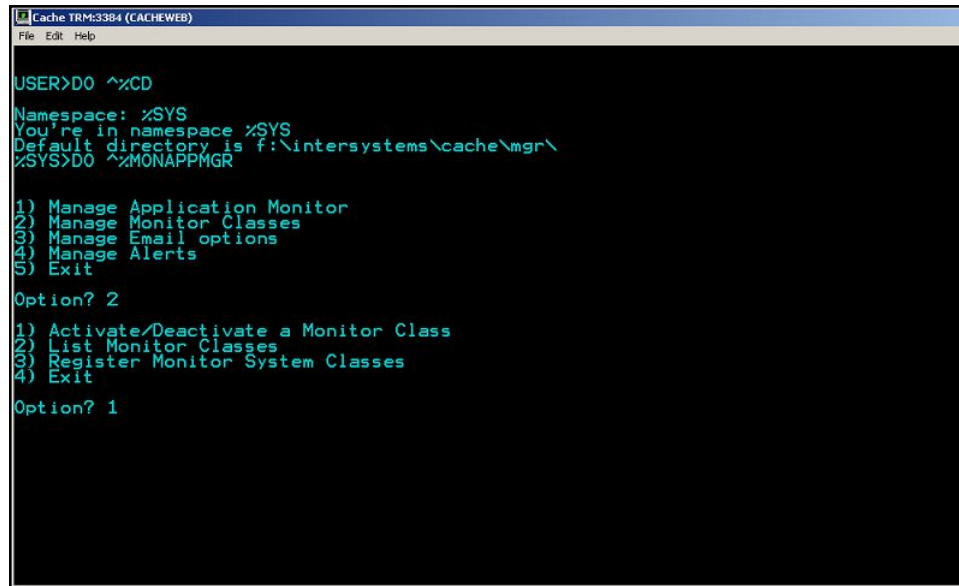 Cache TRM:3384 (CACHEWEB)
File Edit Help
USER>DO ^%CD
Namespace: %SYS
You're in namespace %SYS
Default directory is f:\intersystems\cache\mgr\
%SYS>DO ^%MONAPPMGR
1) Manage Application Monitor
2) Manage Monitor Classes
3) Manage Email options
4) Manage Alerts
5) Exit
Option? 2
1) Activate/Deactivate a Monitor Class
2) List Monitor Classes
3) Register Monitor System Classes
4) Exit
Option? 1